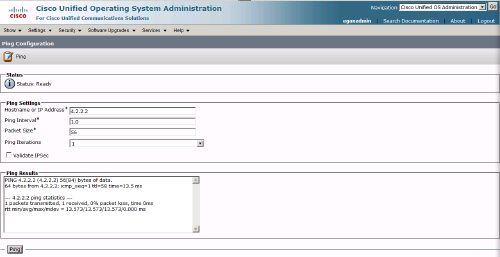 cisco
Cisco Unified Operating System Administration
For Cisco Unified Communications Solutions
Navigation Cisco Unified OS Administration Go
Search Documentation About Logout
Show Settings Security Software Upgrades Services Help
Ping Configuration
Ping
Status
Status: Ready
Ping Settings
Hostname or IP Address* 4.2.2.2
Ping Interval* 1.0
Packet Size* 56
Ping Iterations 1
Validate IPSec
Ping Results
PING 4.2.2.2 (4.2.2.2) 56(84) bytes of data.
64 bytes from 4.2.2.2: icmp_seq=1 ttl=59 time=13.5 ms
--- 4.2.2.2 ping statistics ---
1 packets transmitted, 1 received, 0% packet loss, time 0ms
rtt min/avg/max/mdev = 13.573/13.573/13.573/0.000 ms
Ping